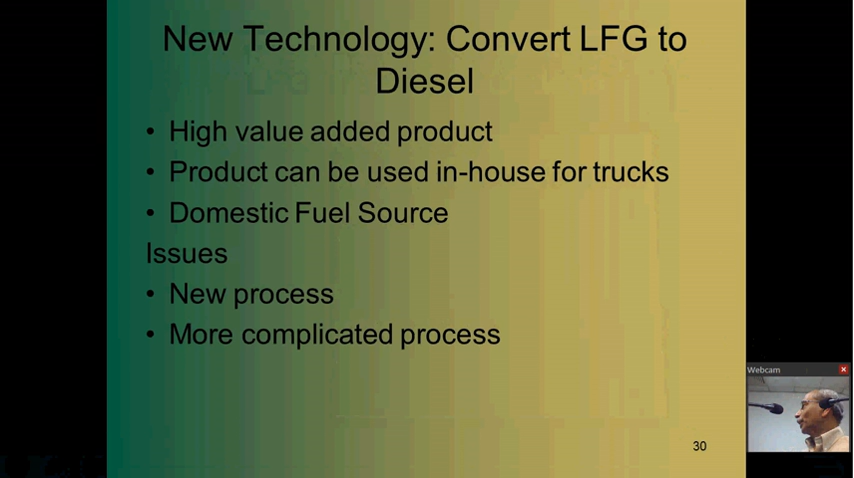 New Technology: Convert LFG to
Diesel
• High value added product
• Product can be used in-house for trucks
• Domestic Fuel Source
Issues
• New process
• More complicated process
30
Webcam